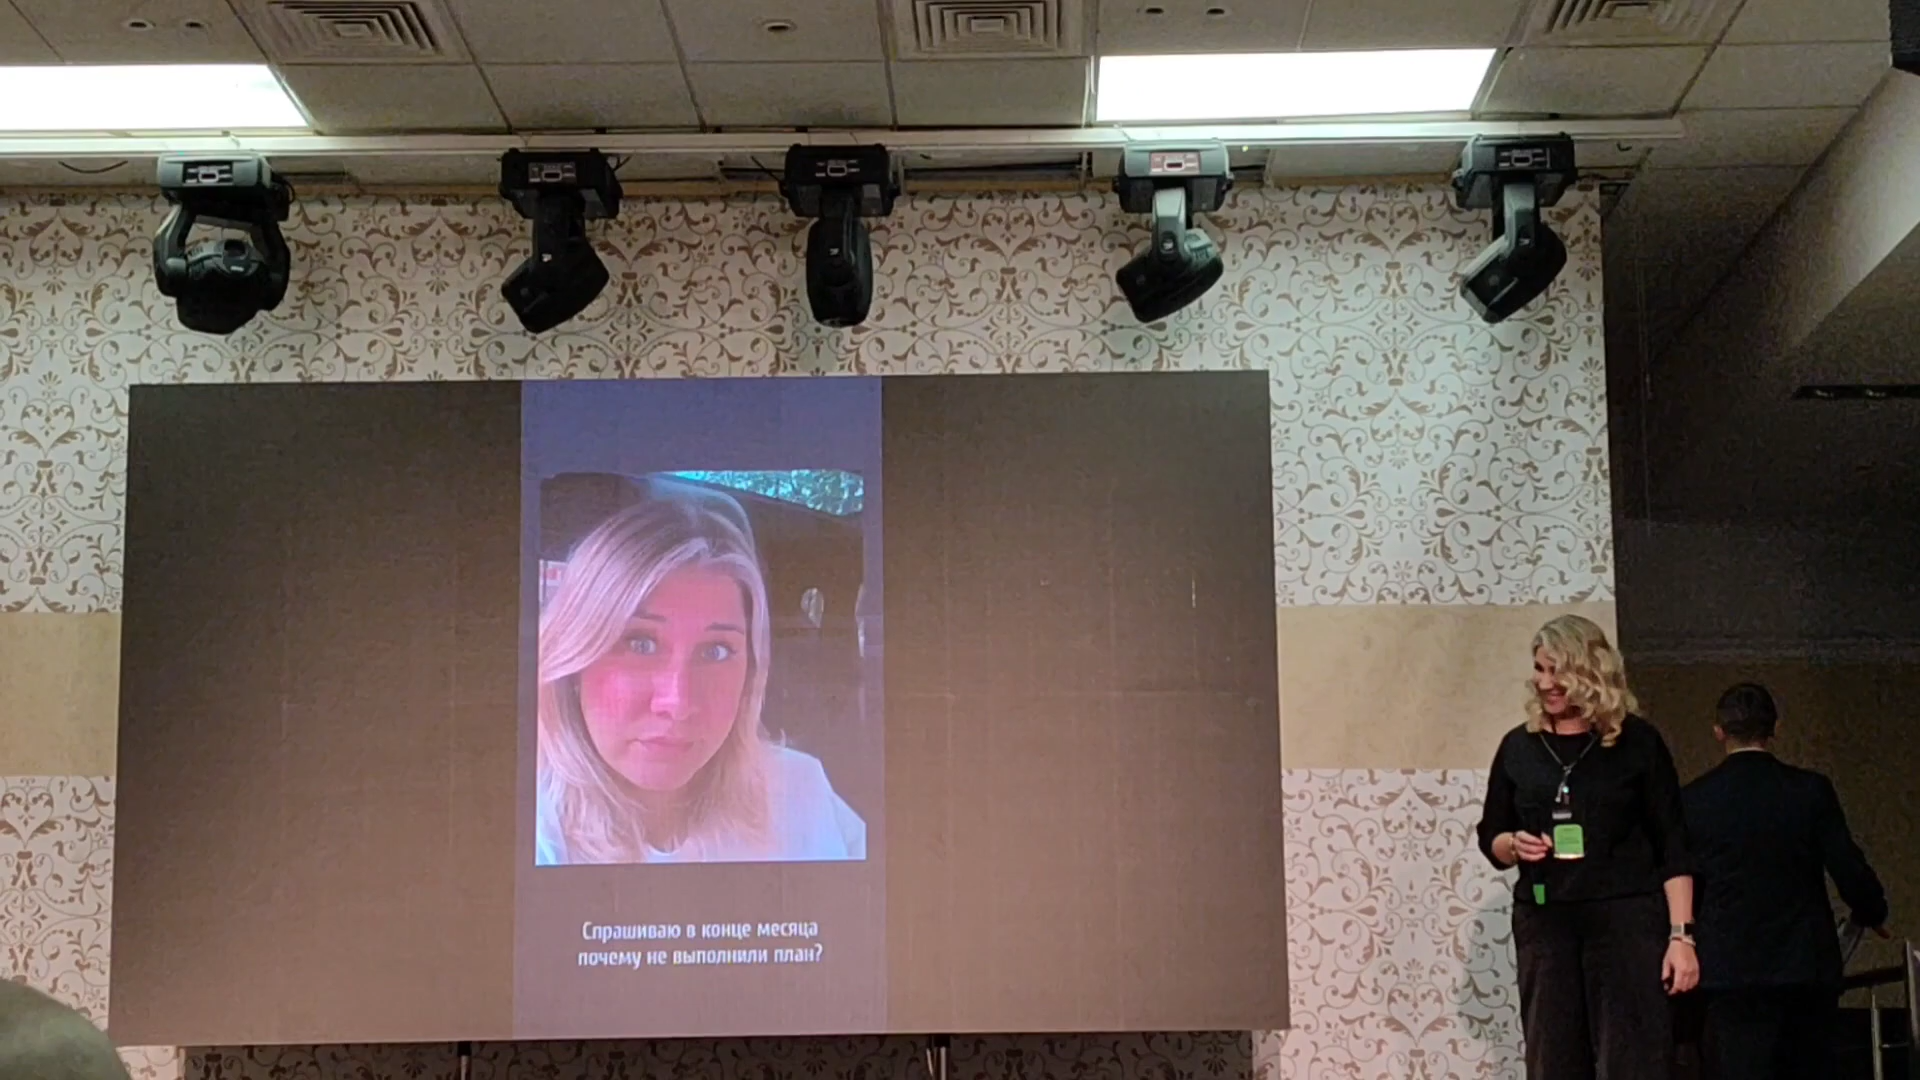 Спрашиваю в конце месяца
почему не выполнили план?